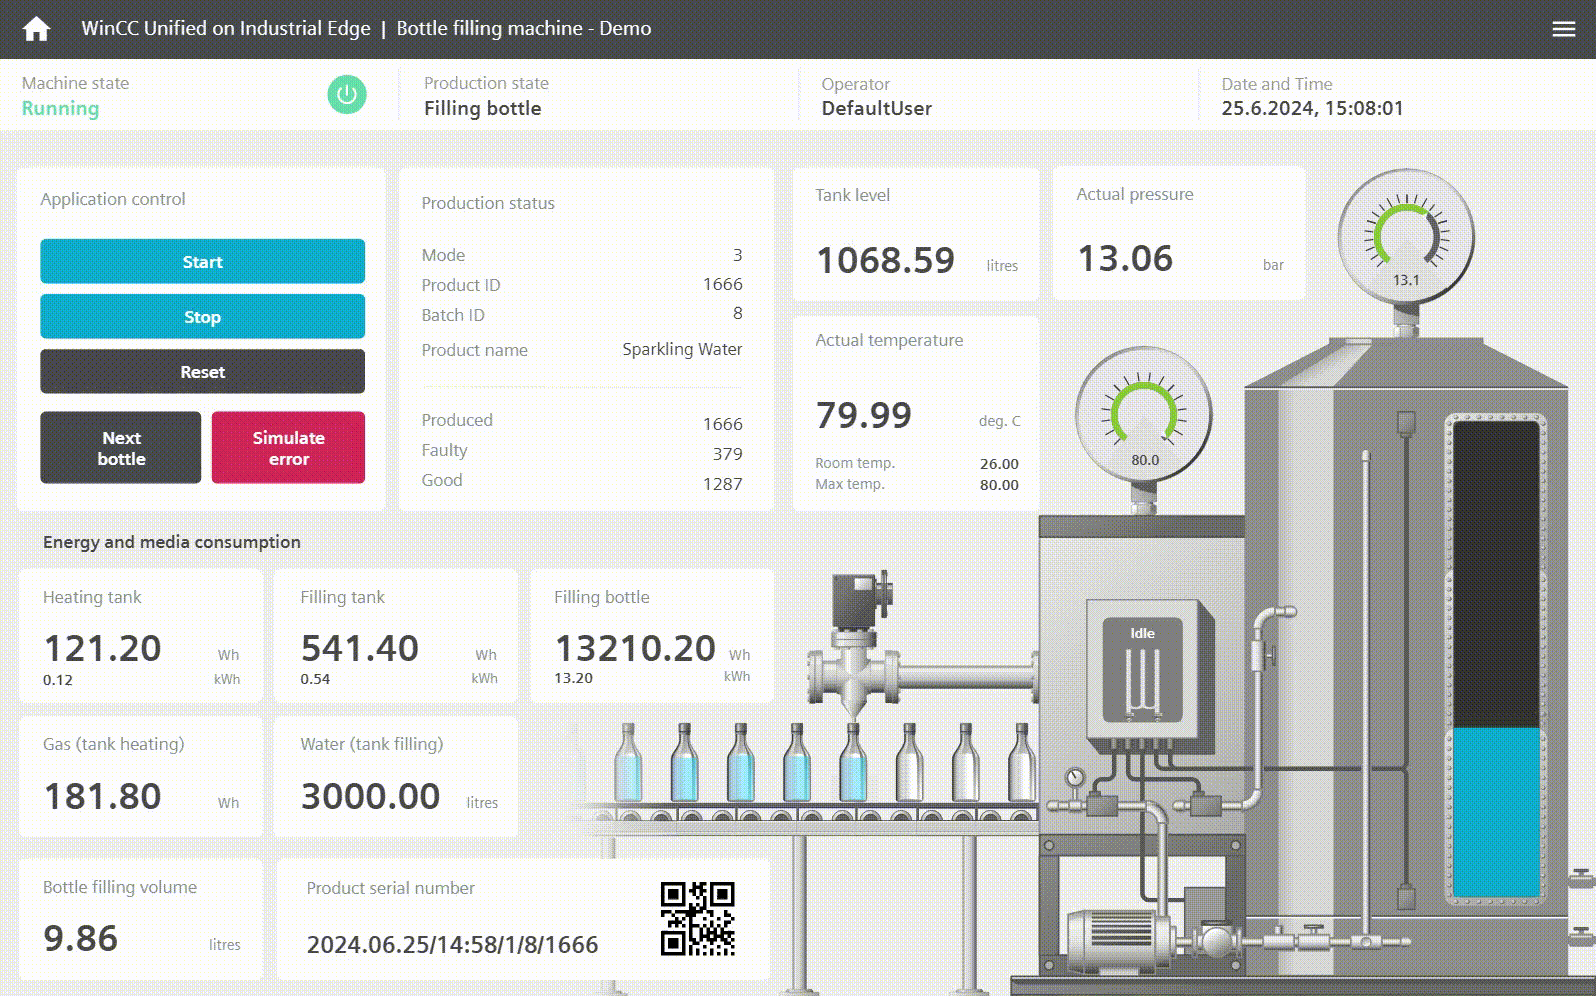 WinCC Unified on Industrial Edge | Bottle filling machine - Demo
Machine state
Running
Production state
Filling bottle
Operator
DefaultUser
Date and Time
25.6.2024, 15:08:01
Application control
Start
Stop
Reset
Next
bottle
Simulate
error
Production status
Mode 3
Product ID 1666
Batch ID 8
Product name Sparkling Water
Produced 1666
Faulty 379
Good 1287
Tank level
1068.59 litres
Actual pressure
13.06 bar
13.1
Actual temperature
79.99 deg. C
Room temp. 26.00
Max temp. 80.00
80.0
Energy and media consumption
Heating tank
121.20 Wh
0.12 kWh
Filling tank
541.40 Wh
0.54 kWh
Filling bottle
13210.20 Wh
13.20 kWh
Idle
Gas (tank heating)
181.80 Wh
Water (tank filling)
3000.00 litres
Bottle filling volume
9.86 litres
Product serial number
2024.06.25/14:58/1/8/1666